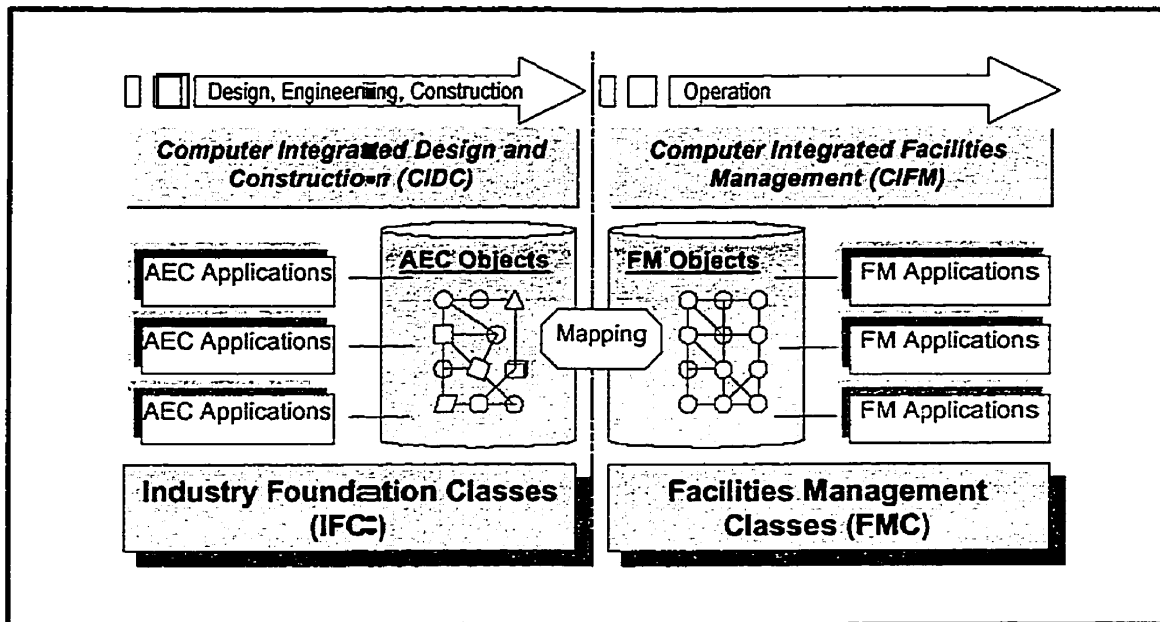 Design, Engineering, Construction
Operation
Computer Integrated Design and
Construction (CIDC)
Computer Integrated Facilities
Management (CIFM)
AEC Objects
FM Objects
AEC Applications
AEC Applications
AEC Applications
Mapping
FM Applications
FM Applications
FM Applications
Industry Foundation Classes
(IFC)
Facilities Management
Classes (FMC)